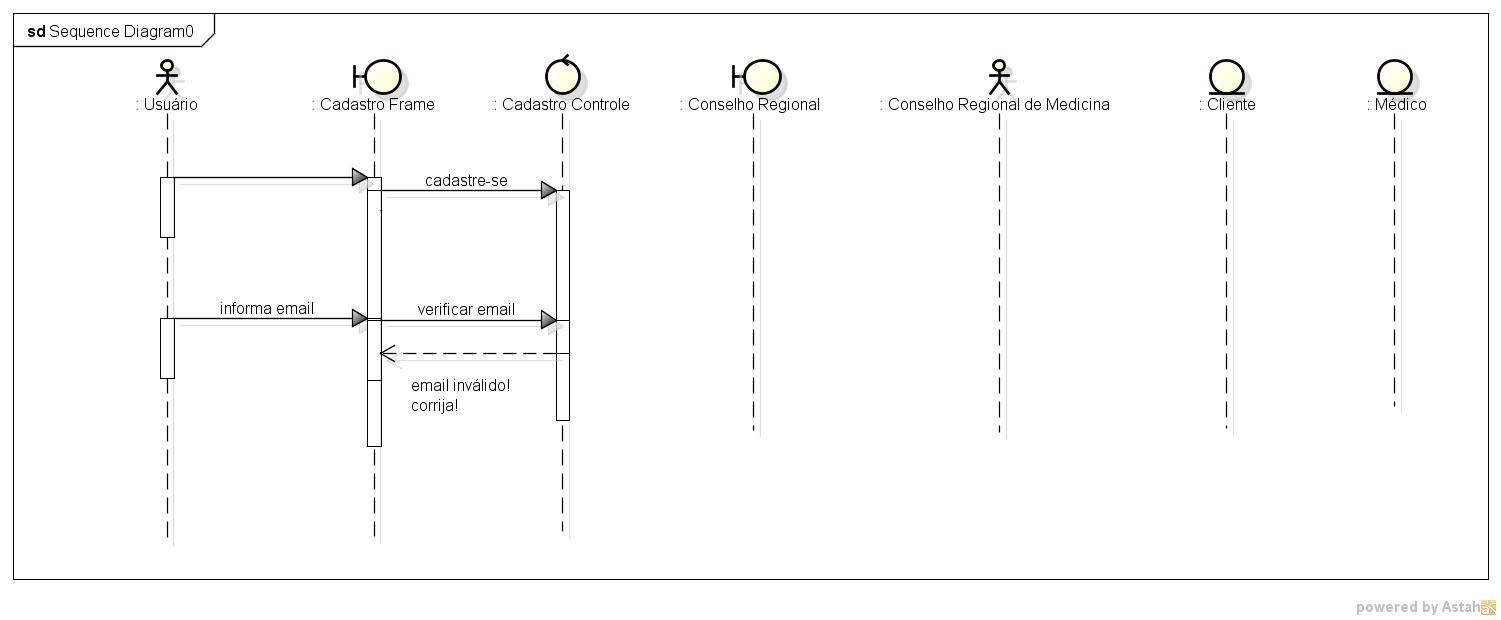 sd Sequence Diagram0
: Usuário
: Cadastro Frame
: Cadastro Controle
: Conselho Regional
: Conselho Regional de Medicina
: Cliente
: Médico
cadastre-se
informa email
verificar email
email inválido!
corrija!
powered by Astah